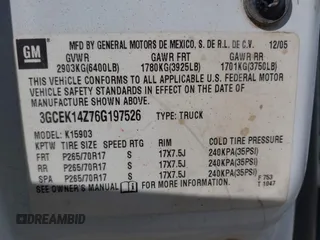 GM
MFD BY GENERAL MOTORS DE MEXICO, S. DE R.L. DE C.V. 12/05
GVWR GAWR FRT GAWR RR
2903KG(6400LB) 1780KG(3925LB) 1701KG(3750LB)
THIS VEHICLE CONFORMS TO ALL APPLICABLE U.S. FEDERAL MOTOR
VEHICLE SAFETY STANDARDS IN EFFECT ON THE DATE OF
MANUFACTURE SHOWN ABOVE.
3GCEK14Z76G197526 TYPE: TRUCK
MODEL: K15903
KPTW TIRE SIZE SPEED RTG RIM COLD TIRE PRESSURE
FRT P265/70R17 S 17X7.5J 240KPA(35PSI)
RR P265/70R17 S 17X7.5J 240KPA(35PSI)
SPA P265/70R17 S 17X7.5J 240KPA(35PSI)
SEE OWNER'S MANUAL FOR F 753
T 1047
DREAMBID